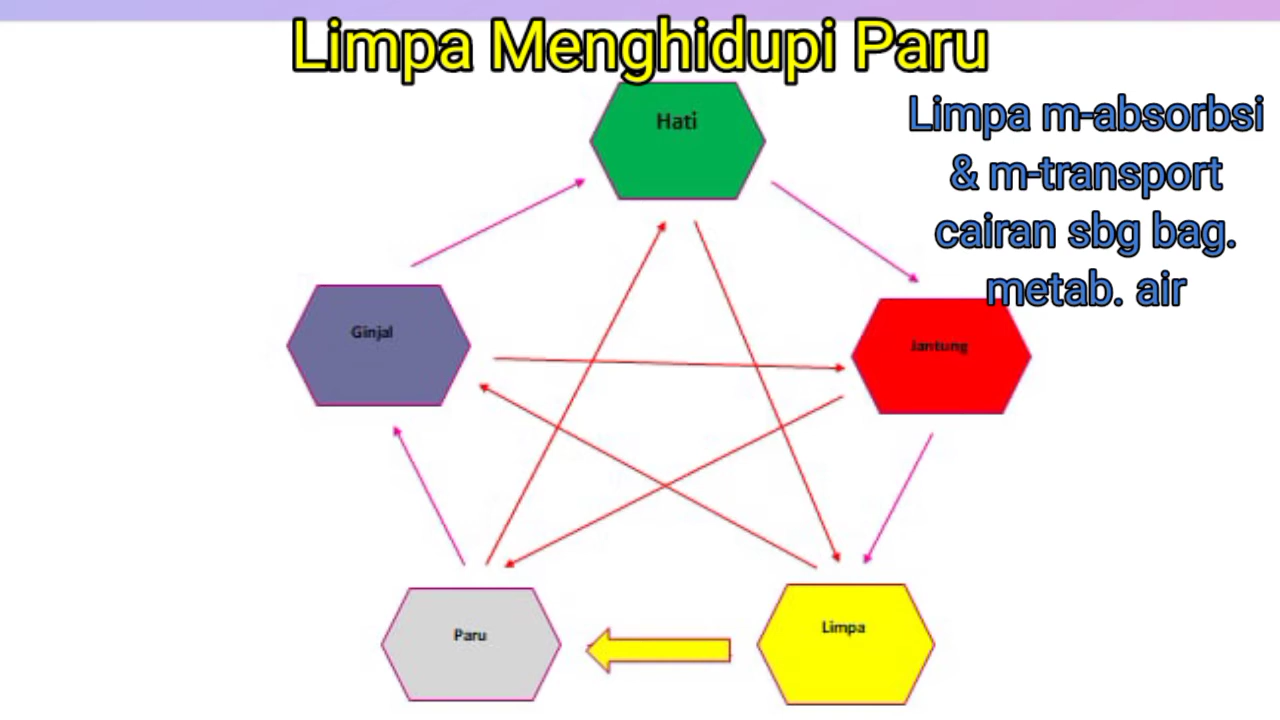 Limpa Menghidupi Paru
Hati
Limpa m-absorbsi
& m-transport
cairan sbg bag.
metab. air
Ginjal
Jantung
Paru
Limpa